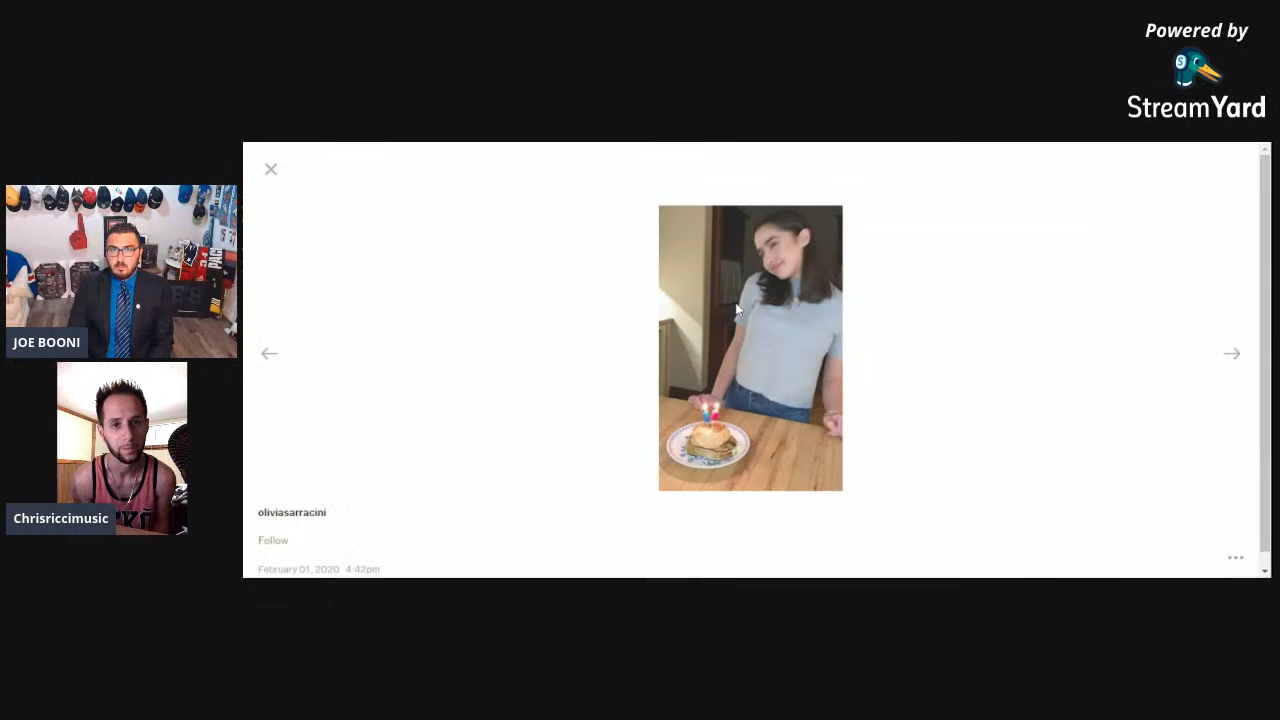 Powered by
StreamYard
JOE BOONI
Chrisriccimusic
oliviasarracini
Follow
February 01, 2020 4:42pm